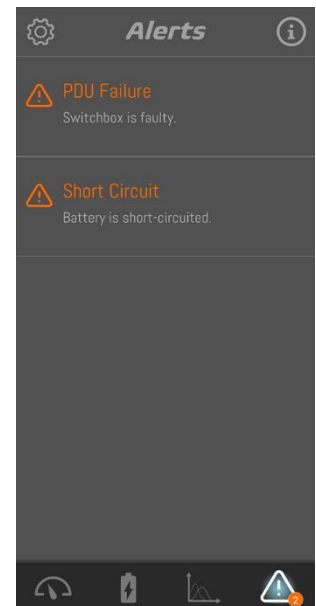 Alerts
PDU Failure
Switchbox is faulty.
Short Circuit
Battery is short-circuited.
2